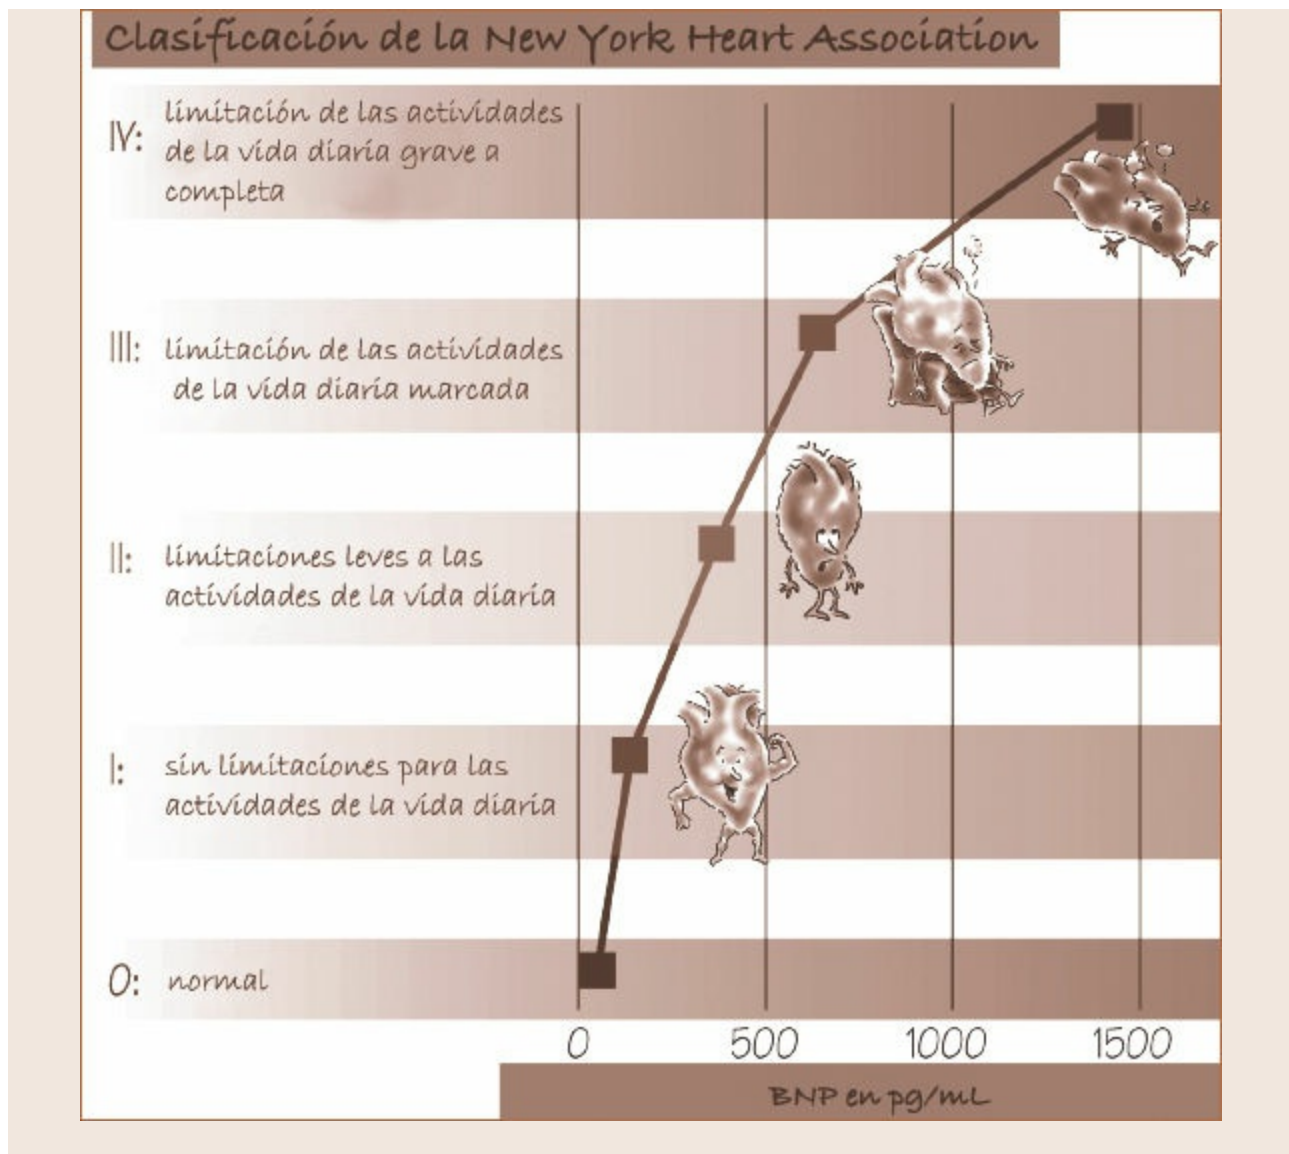 Clasificación de la New York Heart Association
IV: limitación de las actividades
de la vida diaria grave a
completa
III: limitación de las actividades
de la vida diaria marcada
II: limitaciones leves a las
actividades de la vida diaria
I: sin limitaciones para las
actividades de la vida diaria
0: normal
0 500 1000 1500
BNP en pg/mL